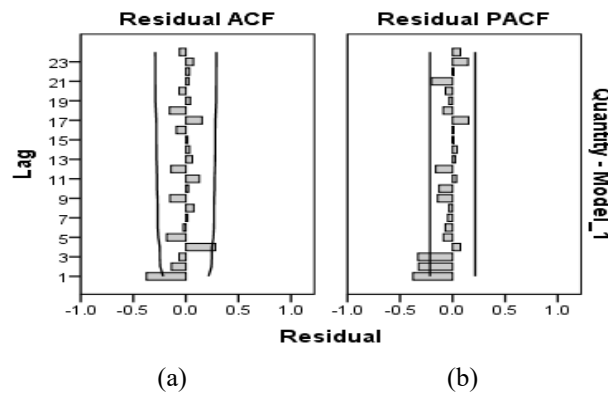 Residual ACF
Residual PACF
Lag
23
21
19
17
15
13
11
9
7
5
3
1
-1.0 -0.5 0.0 0.5 1.0
-1.0 -0.5 0.0 0.5 1.0
Residual
Quantity - Model_1
(a)
(b)